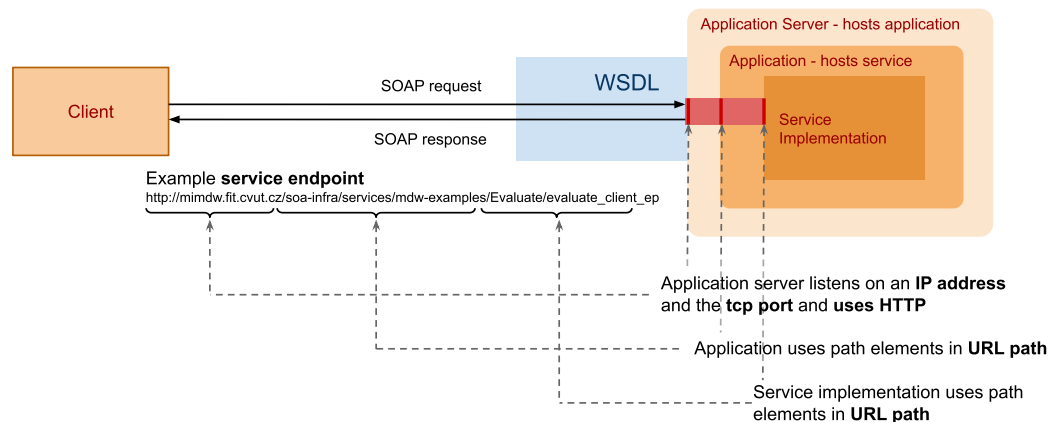 Application Server - hosts application
Application - hosts service
WSDL
SOAP request
Client
Service
Implementation
SOAP response
Example service endpoint
http://mimdw.fit.cvut.cz/soa-infra/services/mdw-examples/Evaluate/evaluate_client_ep
Application server listens on an IP address
and the tcp port and uses HTTP
Application uses path elements in URL path
Service implementation uses path
elements in URL path